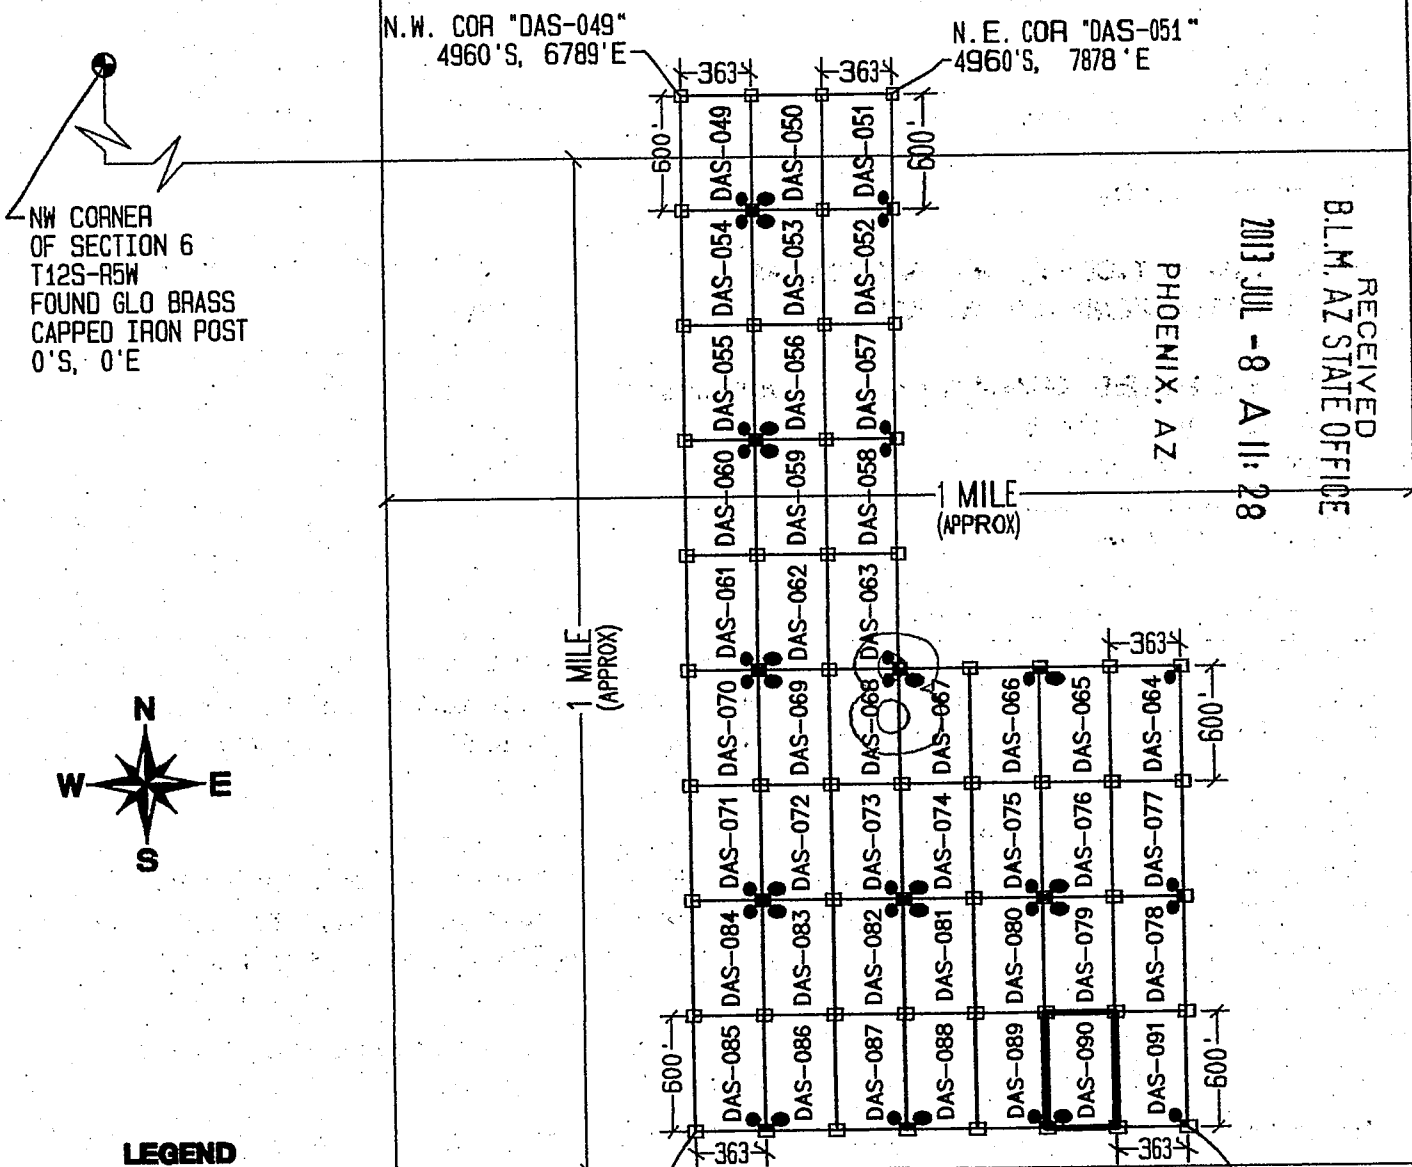 N.W. COR "DAS-049"
4960'S, 6789'E
N.E. COR "DAS-051"
4960'S, 7878'E
363'
363'
600'
600'
DAS-049
DAS-050
DAS-051
NW CORNER
OF SECTION 6
T12S-R5W
FOUND GLO BRASS
CAPPED IRON POST
0'S, 0'E
DAS-054
DAS-053
DAS-052
RECEIVED
B.L.M. AZ STATE OFFICE
2013 JUL -8 A 11: 28
PHOENIX, AZ
DAS-055
DAS-056
DAS-057
DAS-060
DAS-059
DAS-058
1 MILE
(APPROX)
DAS-061
DAS-062
DAS-063
1 MILE
(APPROX)
363'
600'
DAS-070
DAS-069
DAS-068
DAS-067
DAS-066
DAS-065
DAS-064
N
W
E
S
DAS-071
DAS-072
DAS-073
DAS-074
DAS-075
DAS-076
DAS-077
DAS-084
DAS-083
DAS-082
DAS-081
DAS-080
DAS-079
DAS-078
600'
DAS-085
DAS-086
DAS-087
DAS-088
DAS-089
DAS-090
DAS-091
600'
363'
363'
LEGEND